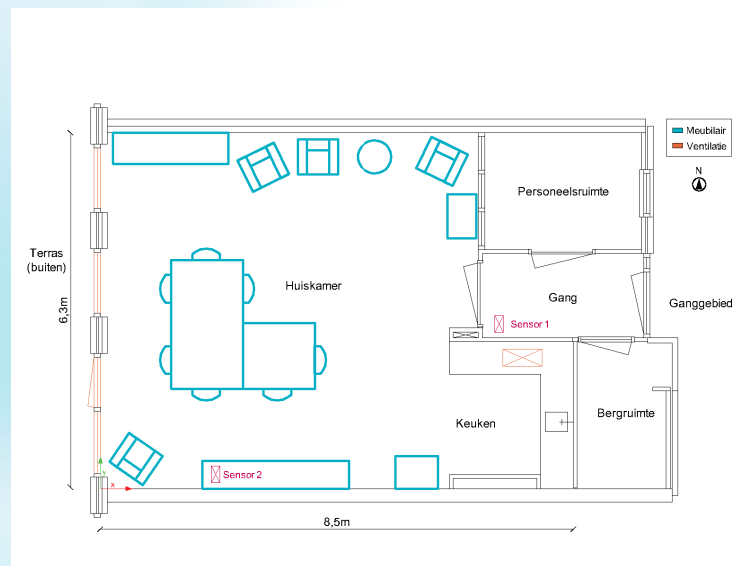 Meubilair
Ventilatie
N
Personeelsruimte
Terras
(buiten)
Huiskamer
Gang
Ganggebied
6,3m
Sensor 1
Keuken
Bergruimte
Sensor 2
y
x
8,5m